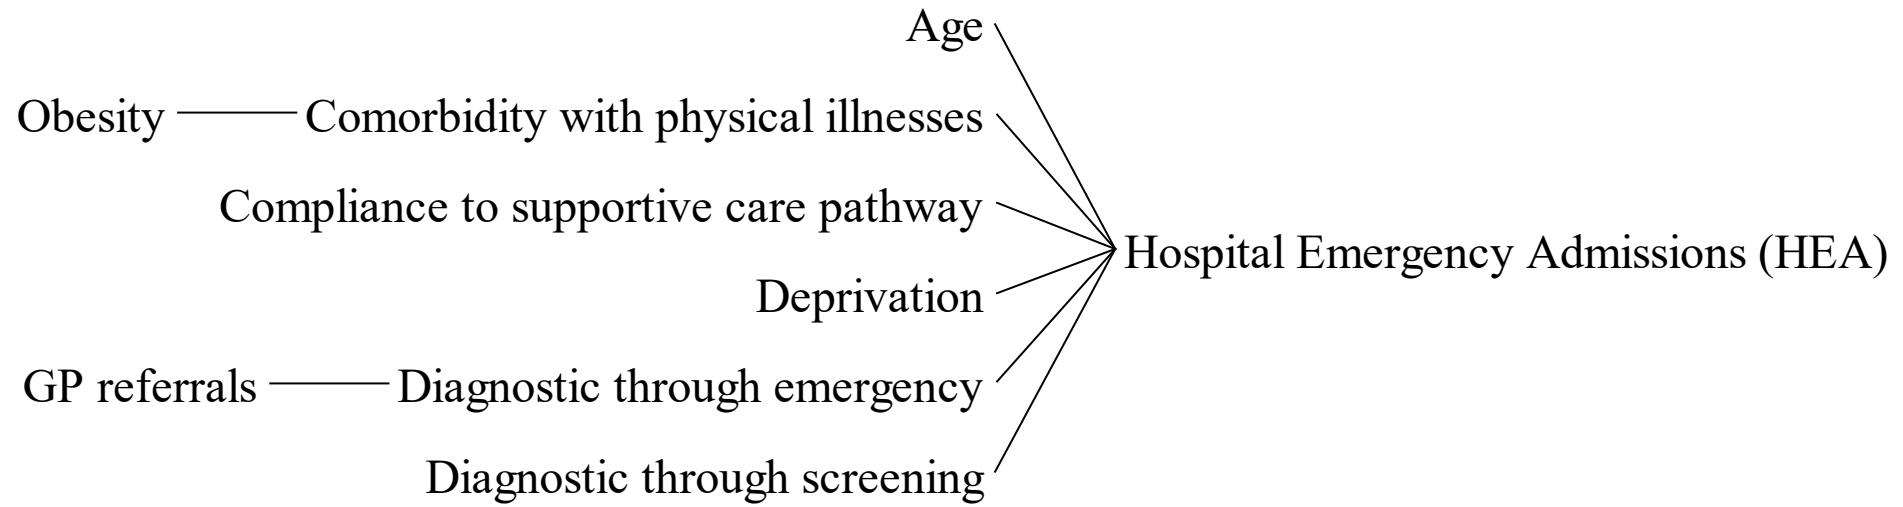 Age
Obesity
Comorbidity with physical illnesses
Compliance to supportive care pathway
Hospital Emergency Admissions (HEA)
Deprivation
GP referrals
Diagnostic through emergency
Diagnostic through screening